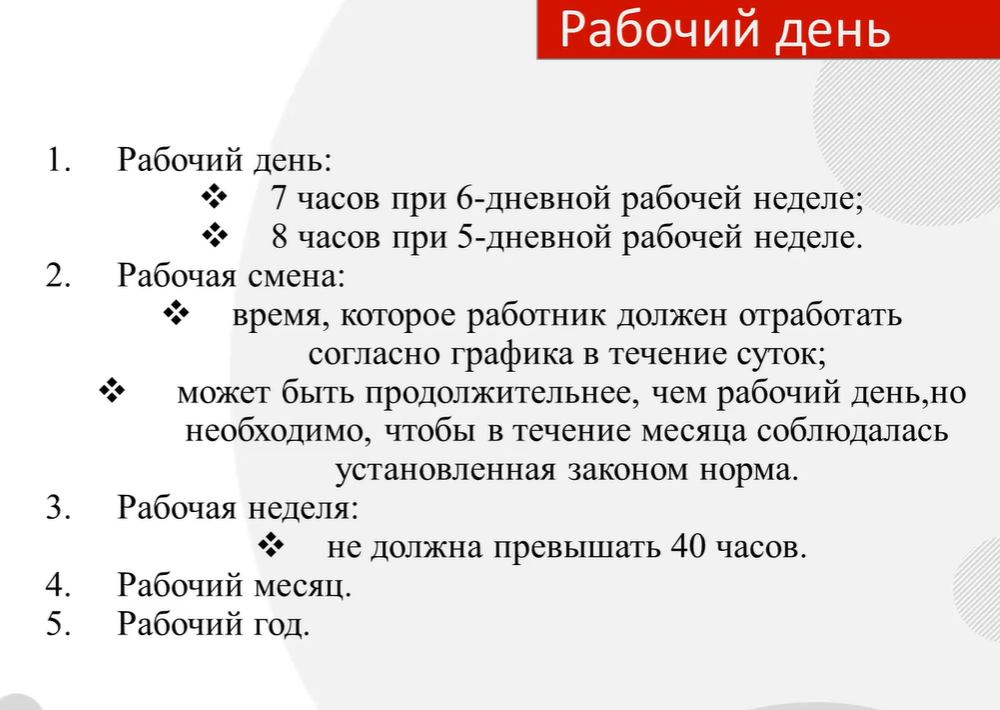 Рабочий день
1. Рабочий день:
❖ 7 часов при 6-дневной рабочей неделе;
❖ 8 часов при 5-дневной рабочей неделе.
2. Рабочая смена:
❖ время, которое работник должен отработать
согласно графика в течение суток;
❖ может быть продолжительнее, чем рабочий день,но
необходимо, чтобы в течение месяца соблюдалась
установленная законом норма.
3. Рабочая неделя:
❖ не должна превышать 40 часов.
4. Рабочий месяц.
5. Рабочий год.